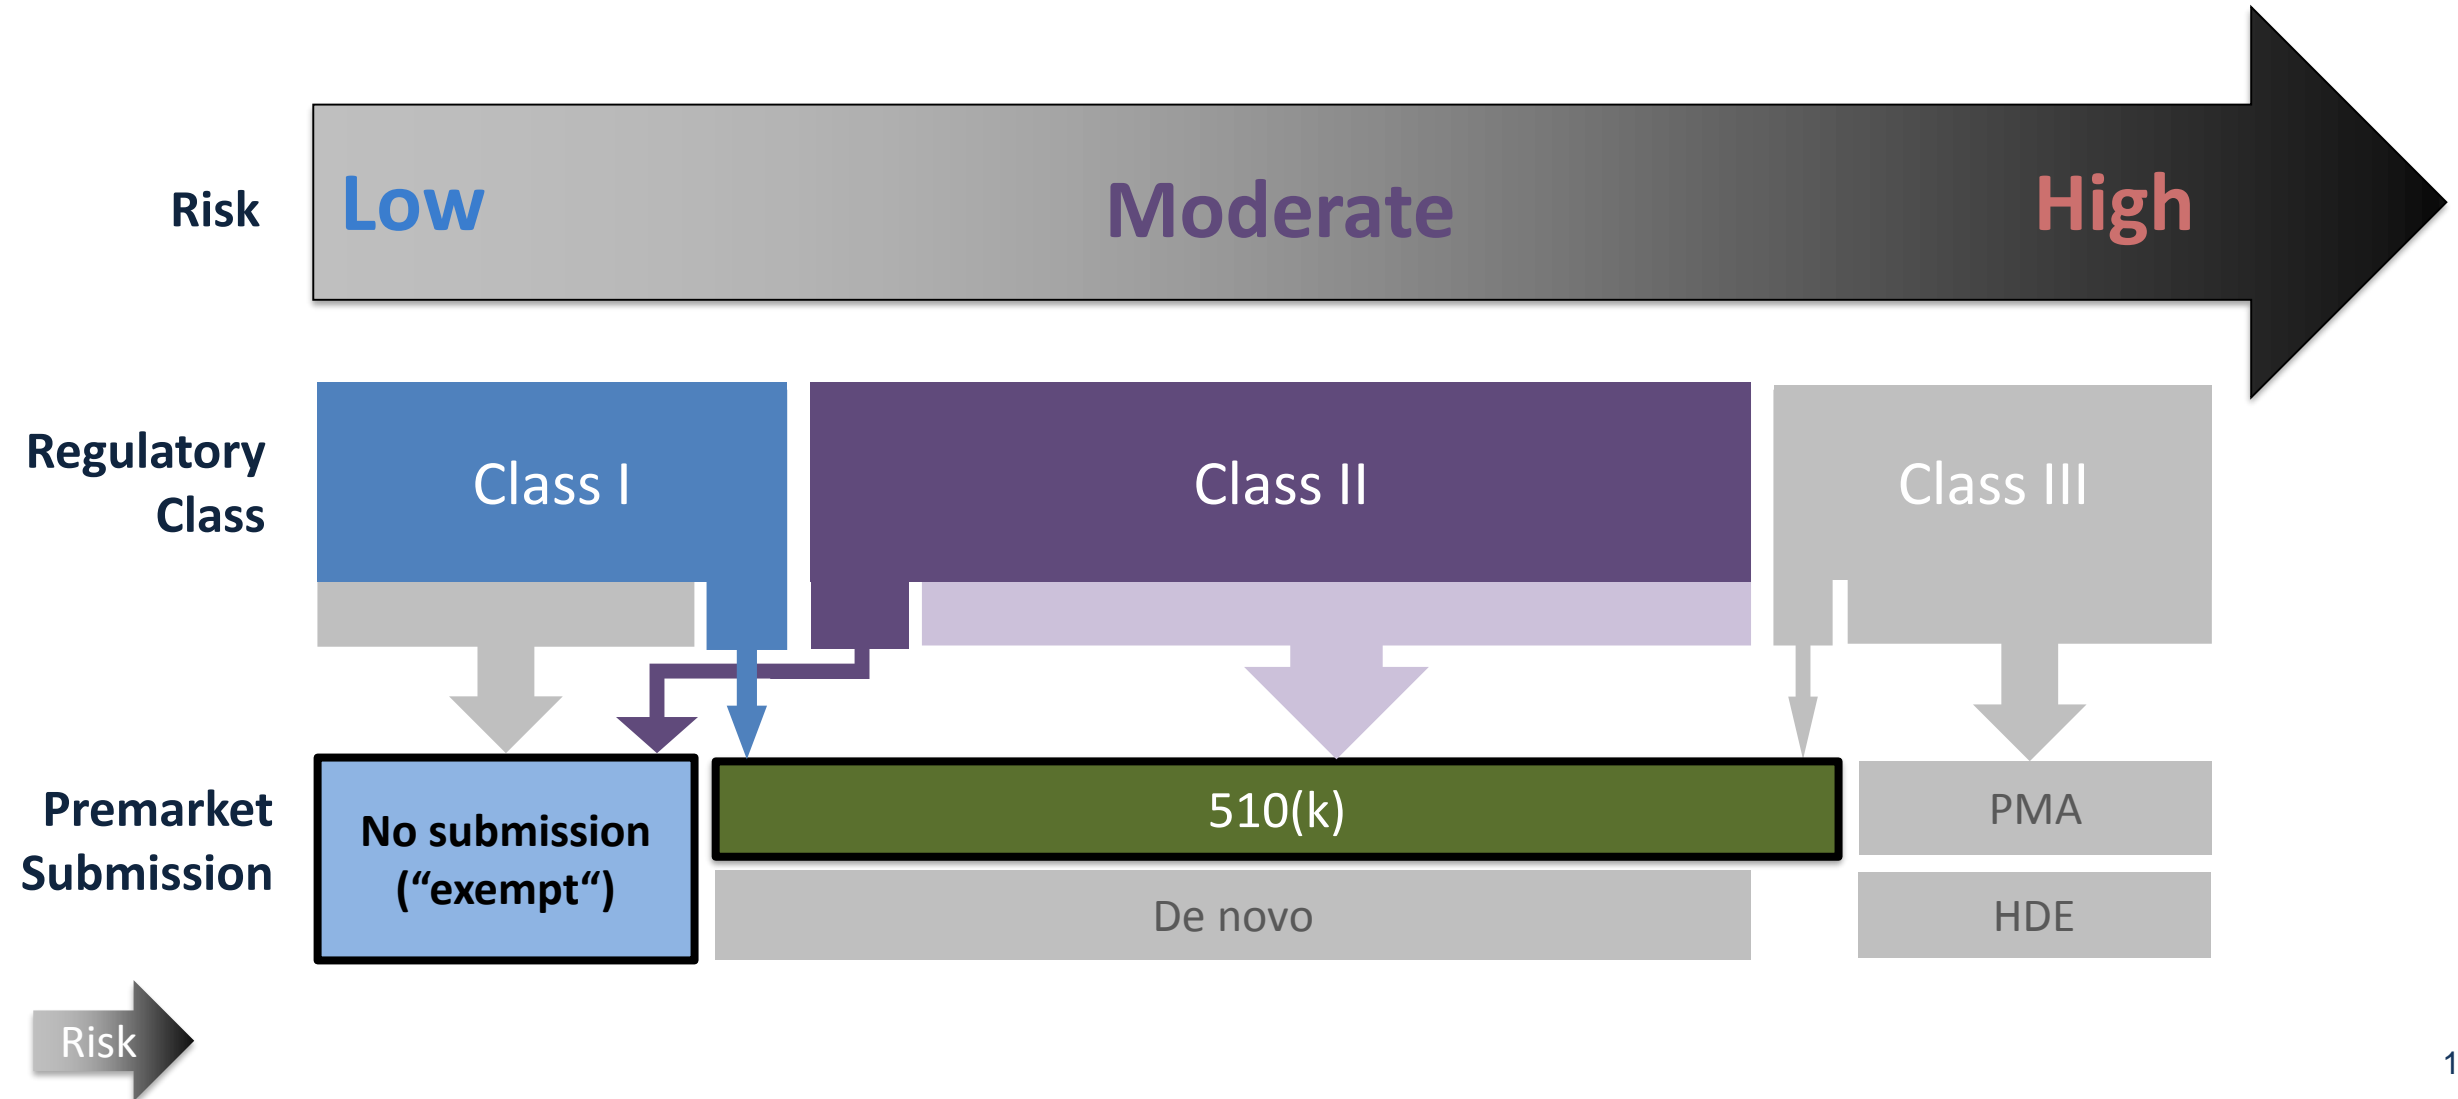 Risk
Low
Moderate
High
Regulatory
Class
Class I
Class II
Class III
Premarket
Submission
No submission
(“exempt“)
510(k)
PMA
De novo
HDE
Risk
1